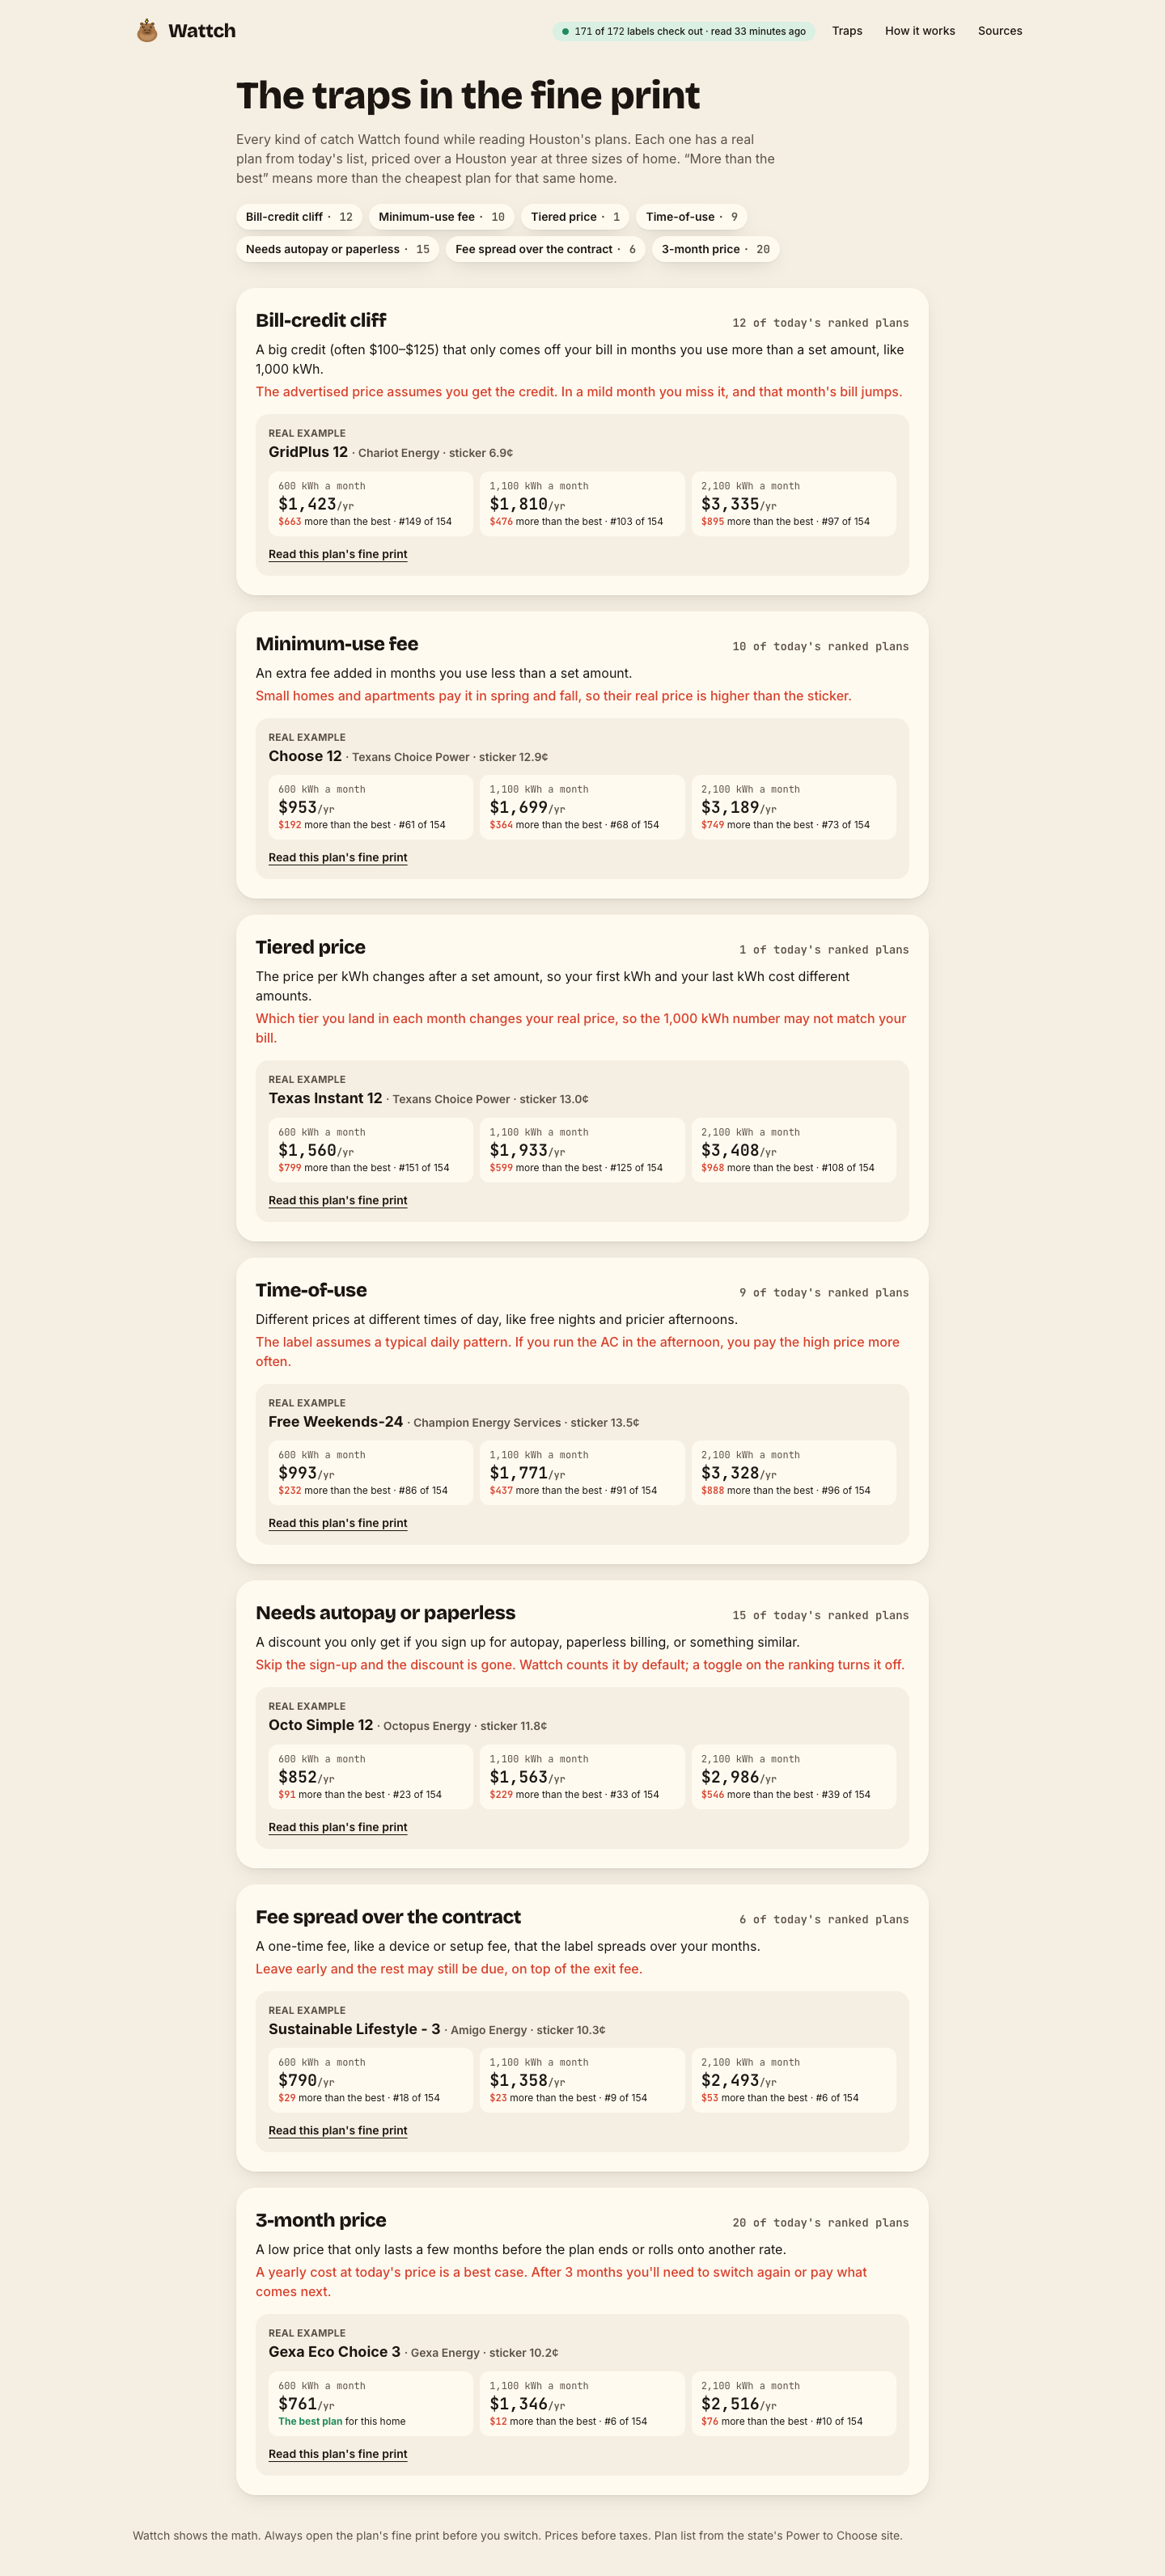 Wattch
171 of 172 labels check out · read 33 minutes ago
Traps
How it works
Sources
The traps in the fine print
Every kind of catch Wattch found while reading Houston's plans. Each one has a real
plan from today's list, priced over a Houston year at three sizes of home. “More than the
best” means more than the cheapest plan for that same home.
Bill-credit cliff · 12
Minimum-use fee · 10
Tiered price · 1
Time-of-use · 9
Needs autopay or paperless · 15
Fee spread over the contract · 6
3-month price · 20
Bill-credit cliff
12 of today's ranked plans
A big credit (often $100–$125) that only comes off your bill in months you use more than a set amount, like
1,000 kWh.
The advertised price assumes you get the credit. In a mild month you miss it, and that month's bill jumps.
REAL EXAMPLE
GridPlus 12 · Chariot Energy · sticker 6.9¢
600 kWh a month
$1,423/yr
$663 more than the best · #149 of 154
1,100 kWh a month
$1,810/yr
$476 more than the best · #103 of 154
2,100 kWh a month
$3,335/yr
$895 more than the best · #97 of 154
Read this plan's fine print
Minimum-use fee
10 of today's ranked plans
An extra fee added in months you use less than a set amount.
Small homes and apartments pay it in spring and fall, so their real price is higher than the sticker.
REAL EXAMPLE
Choose 12 · Texans Choice Power · sticker 12.9¢
600 kWh a month
$953/yr
$192 more than the best · #61 of 154
1,100 kWh a month
$1,699/yr
$364 more than the best · #68 of 154
2,100 kWh a month
$3,189/yr
$749 more than the best · #73 of 154
Read this plan's fine print
Tiered price
1 of today's ranked plans
The price per kWh changes after a set amount, so your first kWh and your last kWh cost different
amounts.
Which tier you land in each month changes your real price, so the 1,000 kWh number may not match your
bill.
REAL EXAMPLE
Texas Instant 12 · Texans Choice Power · sticker 13.0¢
600 kWh a month
$1,560/yr
$799 more than the best · #151 of 154
1,100 kWh a month
$1,933/yr
$599 more than the best · #125 of 154
2,100 kWh a month
$3,408/yr
$968 more than the best · #108 of 154
Read this plan's fine print
Time-of-use
9 of today's ranked plans
Different prices at different times of day, like free nights and pricier afternoons.
The label assumes a typical daily pattern. If you run the AC in the afternoon, you pay the high price more
often.
REAL EXAMPLE
Free Weekends-24 · Champion Energy Services · sticker 13.5¢
600 kWh a month
$993/yr
$232 more than the best · #86 of 154
1,100 kWh a month
$1,771/yr
$437 more than the best · #91 of 154
2,100 kWh a month
$3,328/yr
$888 more than the best · #96 of 154
Read this plan's fine print
Needs autopay or paperless
15 of today's ranked plans
A discount you only get if you sign up for autopay, paperless billing, or something similar.
Skip the sign-up and the discount is gone. Wattch counts it by default; a toggle on the ranking turns it off.
REAL EXAMPLE
Octo Simple 12 · Octopus Energy · sticker 11.8¢
600 kWh a month
$852/yr
$91 more than the best · #23 of 154
1,100 kWh a month
$1,563/yr
$229 more than the best · #33 of 154
2,100 kWh a month
$2,986/yr
$546 more than the best · #39 of 154
Read this plan's fine print
Fee spread over the contract
6 of today's ranked plans
A one-time fee, like a device or setup fee, that the label spreads over your months.
Leave early and the rest may still be due, on top of the exit fee.
REAL EXAMPLE
Sustainable Lifestyle - 3 · Amigo Energy · sticker 10.3¢
600 kWh a month
$790/yr
$29 more than the best · #18 of 154
1,100 kWh a month
$1,358/yr
$23 more than the best · #9 of 154
2,100 kWh a month
$2,493/yr
$53 more than the best · #6 of 154
Read this plan's fine print
3-month price
20 of today's ranked plans
A low price that only lasts a few months before the plan ends or rolls onto another rate.
A yearly cost at today's price is a best case. After 3 months you'll need to switch again or pay what
comes next.
REAL EXAMPLE
Gexa Eco Choice 3 · Gexa Energy · sticker 10.2¢
600 kWh a month
$761/yr
The best plan for this home
1,100 kWh a month
$1,346/yr
$12 more than the best · #6 of 154
2,100 kWh a month
$2,516/yr
$76 more than the best · #10 of 154
Read this plan's fine print
Wattch shows the math. Always open the plan's fine print before you switch. Prices before taxes. Plan list from the state's Power to Choose site.